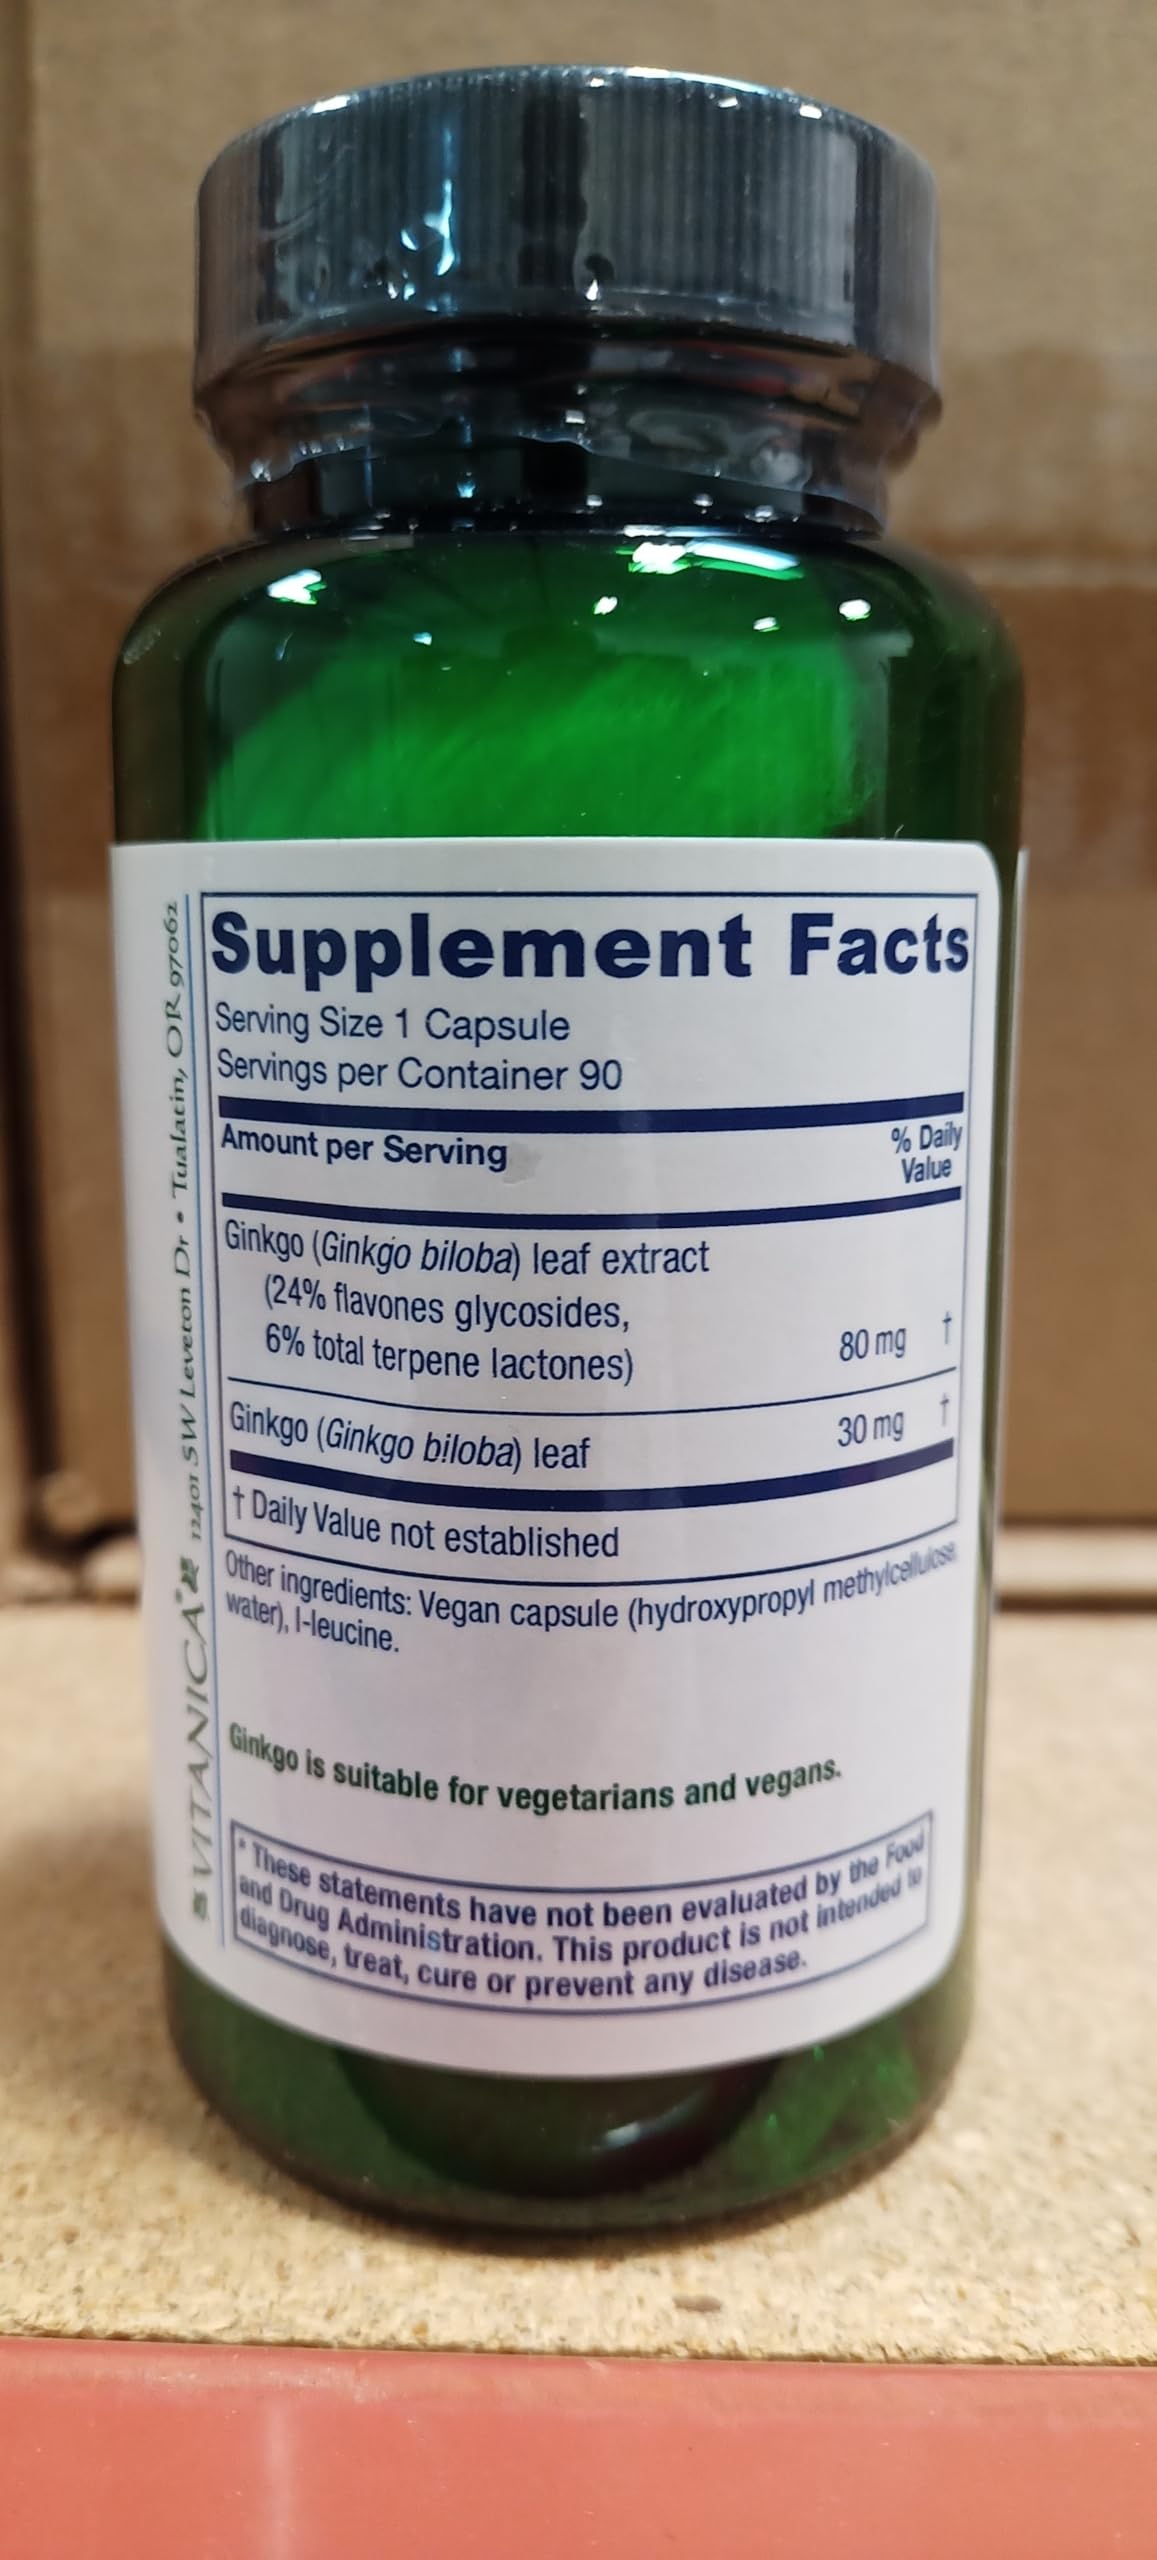 Supplement Facts
Serving Size 1 Capsule
Servings per Container 90
Amount per Serving
% Daily
Value
Ginkgo (Ginkgo biloba) leaf extract
(24% flavones glycosides,
6% total terpene lactones) 80 mg †
Ginkgo (Ginkgo biloba) leaf 30 mg †
† Daily Value not established
Other ingredients: Vegan capsule (hydroxypropyl methylcellulose,
water), l-leucine.
Ginkgo is suitable for vegetarians and vegans.
* These statements have not been evaluated by the Food
and Drug Administration. This product is not intended to
diagnose, treat, cure or prevent any disease.
VITANICA® 11401 SW Leveton Dr • Tualatin, OR 97062